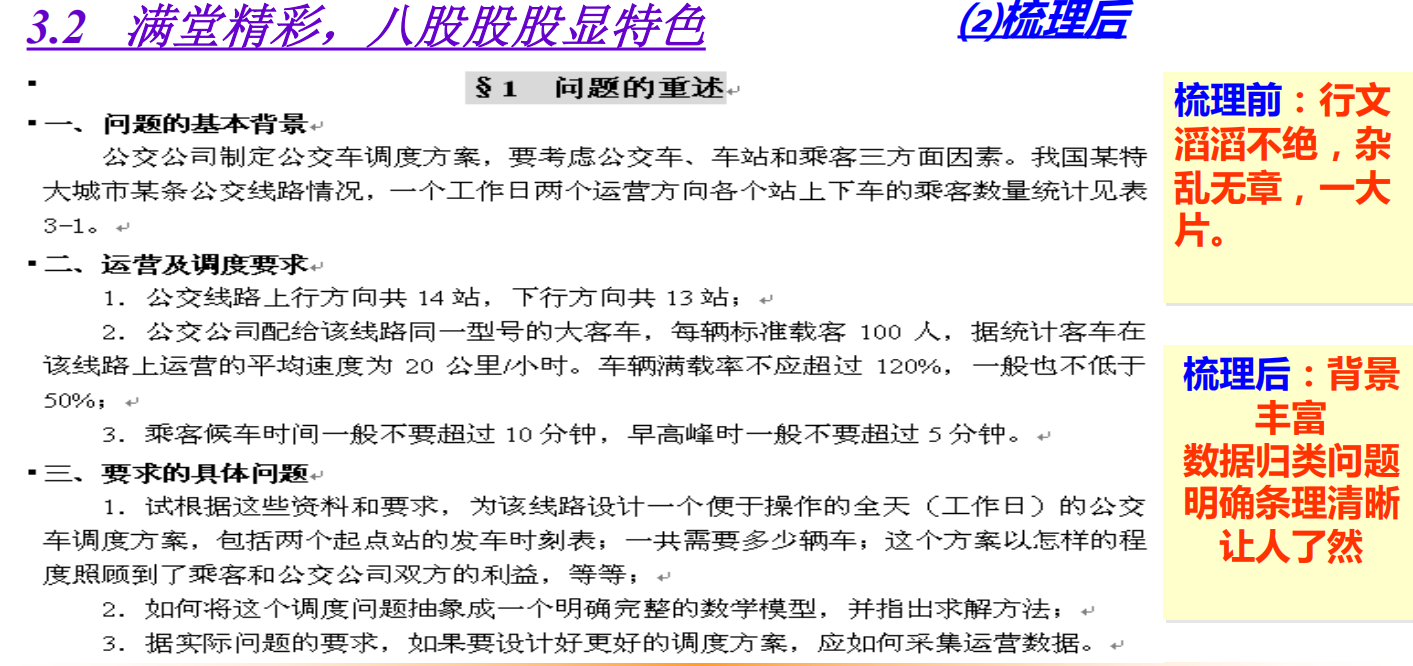 3.2 满堂精彩，八股股股显特色
(2)梳理后
§1 问题的重述
一、问题的基本背景
公交公司制定公交车调度方案，要考虑公交车、车站和乘客三方面因素。我国某特
大城市某条公交线路情况，一个工作日两个运营方向各个站上下车的乘客数量统计见表
3-1。
二、运营及调度要求
1. 公交线路上行方向共 14 站，下行方向共 13 站；
2. 公交公司配给该线路同一型号的大客车，每辆标准载客 100 人，据统计客车在
该线路上运营的平均速度为 20 公里/小时。车辆满载率不应超过 120%，一般也不低于
50%；
3. 乘客候车时间一般不要超过 10 分钟，早高峰时一般不要超过 5 分钟。
三、要求的具体问题
1. 试根据这些资料和要求，为该线路设计一个便于操作的全天（工作日）的公交
车调度方案，包括两个起点站的发车时刻表；一共需要多少辆车；这个方案以怎样的程
度照顾到了乘客和公交公司双方的利益，等等；
2. 如何将这个调度问题抽象成一个明确完整的数学模型，并指出求解方法；
3. 据实际问题的要求，如果要设计好更好的调度方案，应如何采集运营数据。
梳理前：行文
滔滔不绝，杂
乱无章，一大
片。
梳理后：背景
丰富
数据归类问题
明确条理清晰
让人了然